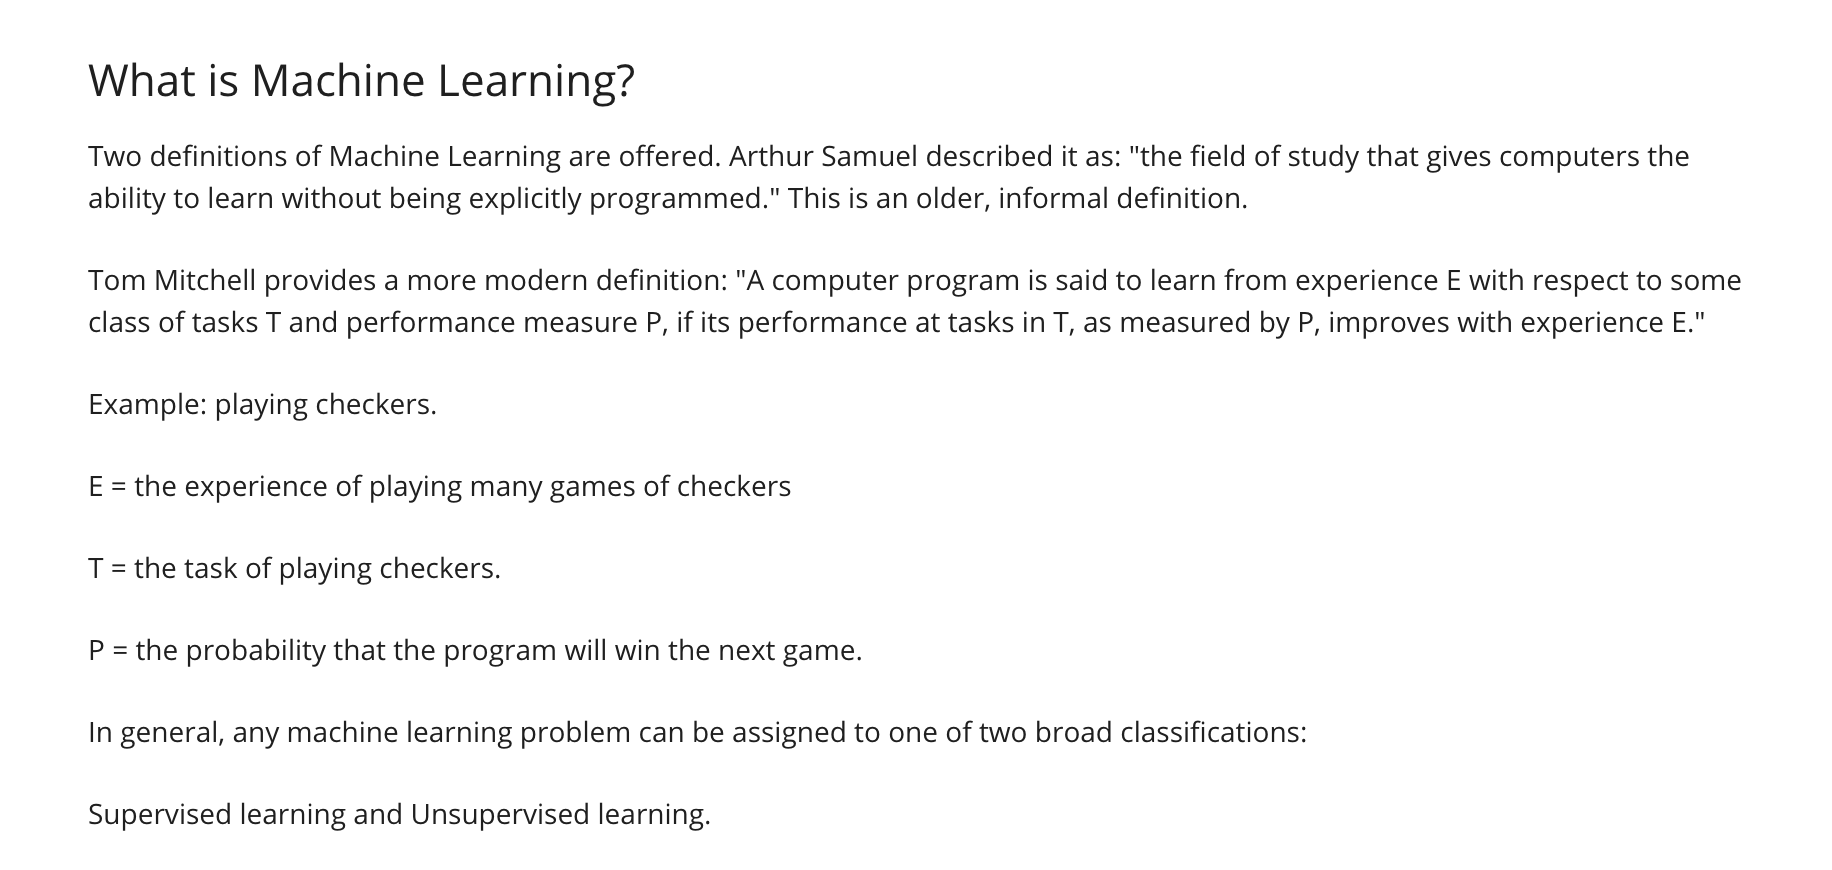 What is Machine Learning?
Two definitions of Machine Learning are offered. Arthur Samuel described it as: "the field of study that gives computers the
ability to learn without being explicitly programmed." This is an older, informal definition.
Tom Mitchell provides a more modern definition: "A computer program is said to learn from experience E with respect to some
class of tasks T and performance measure P, if its performance at tasks in T, as measured by P, improves with experience E."
Example: playing checkers.
E = the experience of playing many games of checkers
T = the task of playing checkers.
P = the probability that the program will win the next game.
In general, any machine learning problem can be assigned to one of two broad classifications:
Supervised learning and Unsupervised learning.